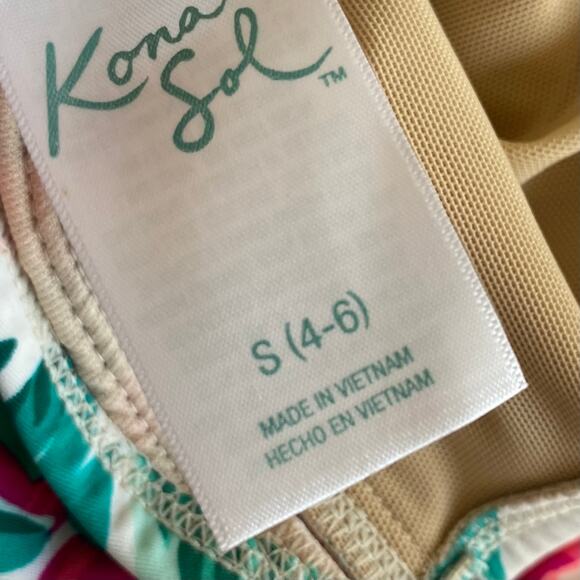 Kona
Sol™
S (4-6)
MADE IN VIETNAM
HECHO EN VIETNAM